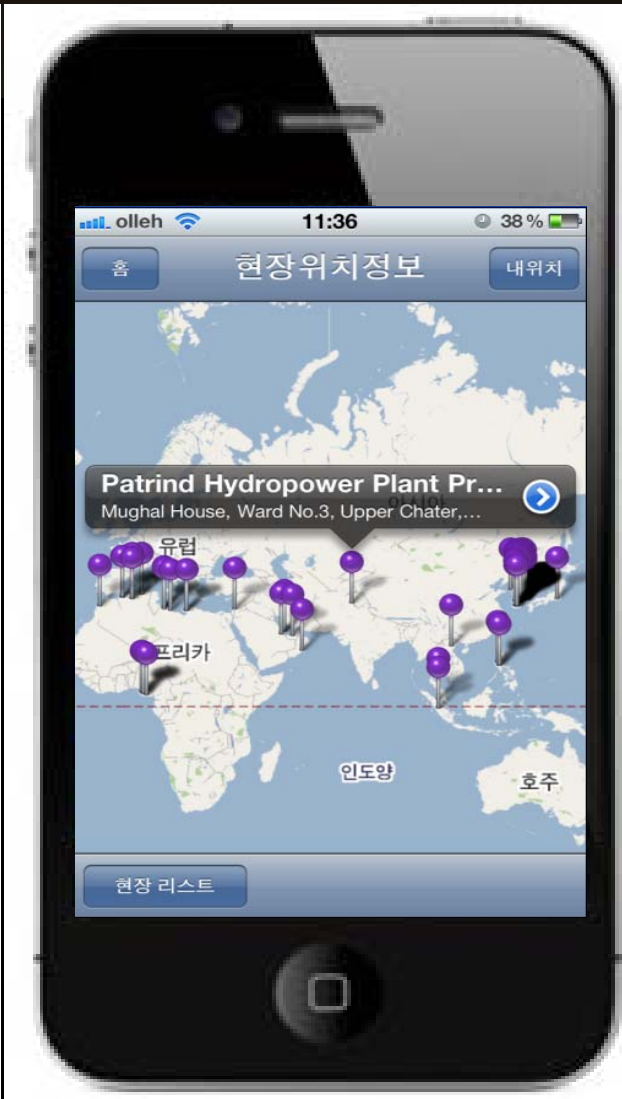 olleh 11:36 38%
홈 현장위치정보 내위치
Patrind Hydropower Plant Pr...
Mughal House, Ward No.3, Upper Chater,...
유럽
프리카
인도양
호주
현장 리스트